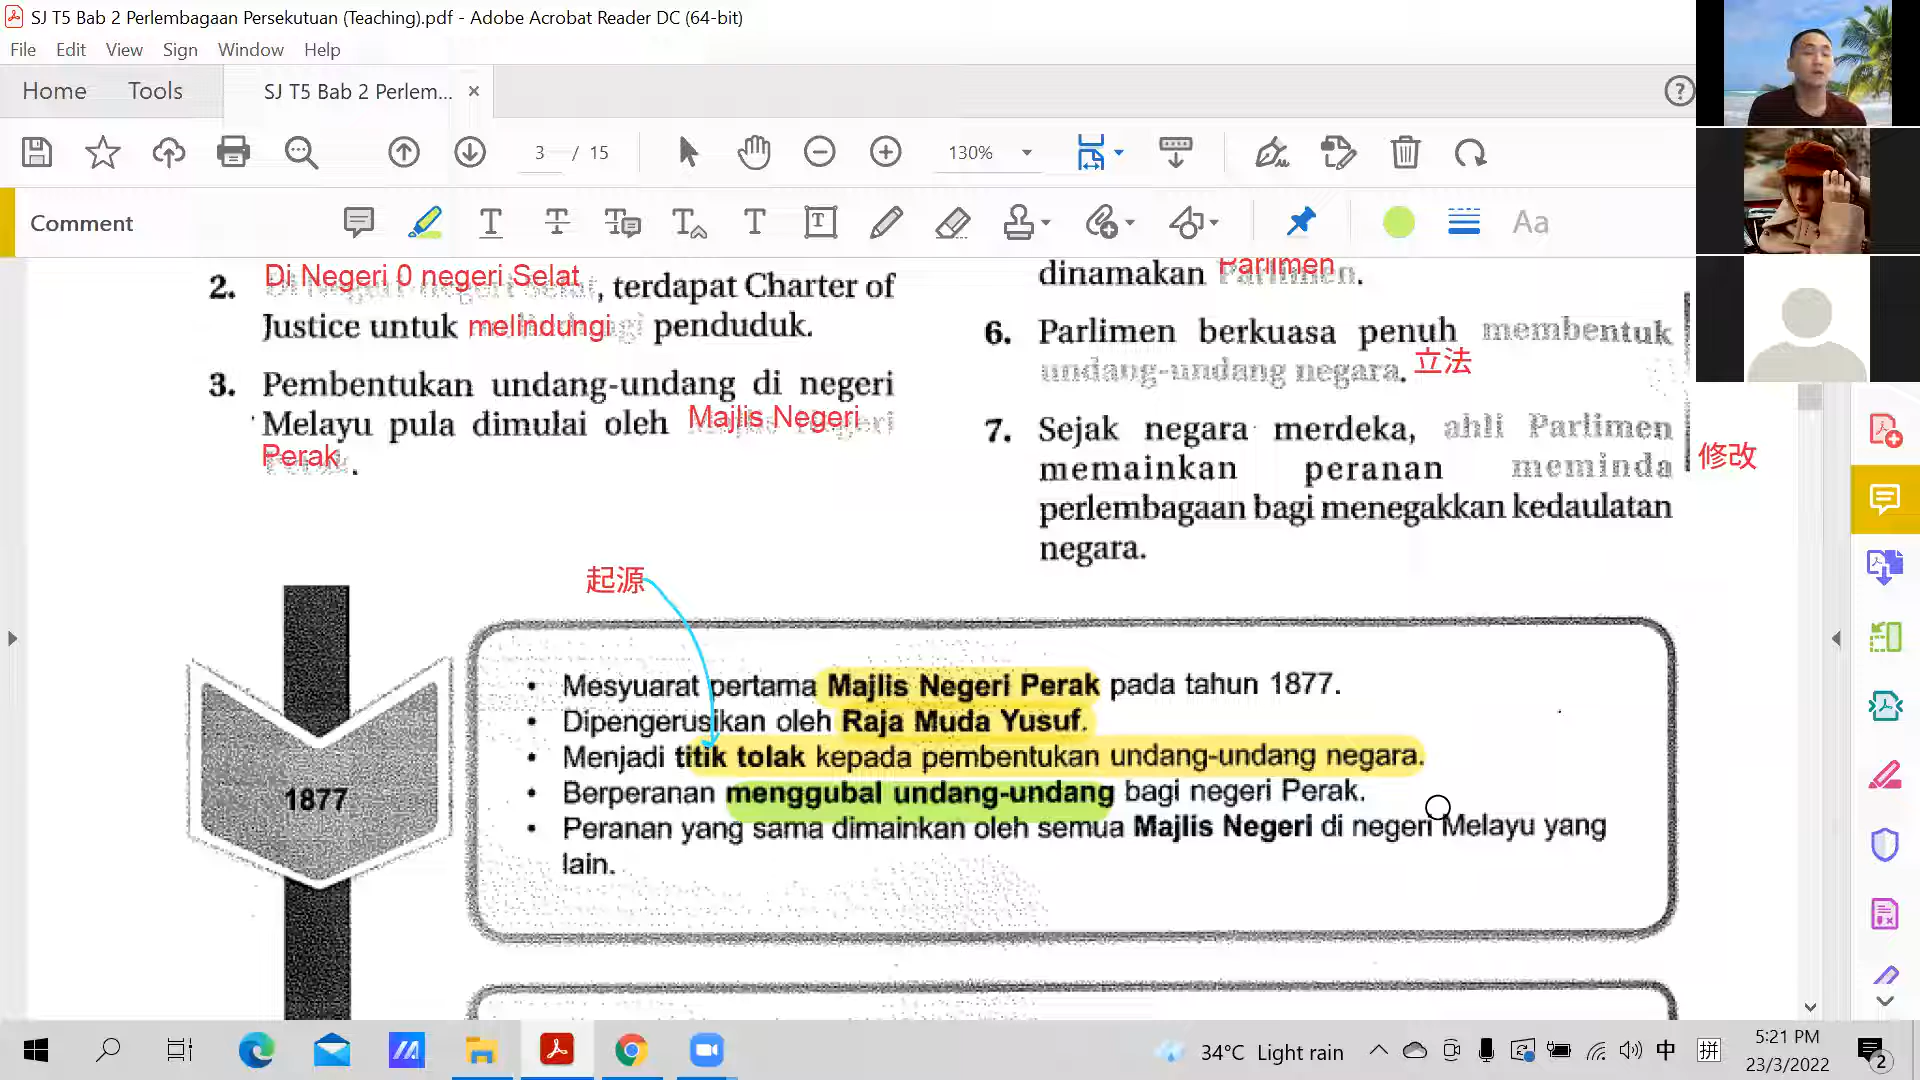 SJ T5 Bab 2 Perlembagaan Persekutuan (Teaching).pdf - Adobe Acrobat Reader DC (64-bit)
File Edit View Sign Window Help
Home Tools SJ T5 Bab 2 Perlem... ×
3 / 15 130%
Comment
Aa
2. Di Negeri 0 negeri Selat, terdapat Charter of
Justice untuk melindungi penduduk.
3. Pembentukan undang-undang di negeri
Melayu pula dimulai oleh Majlis Negeri
Perak.
dinamakan Parlimen.
6. Parlimen berkuasa penuh membentuk
undang-undang negara. 立法
7. Sejak negara merdeka, ahli Parlimen
memainkan peranan meminda 修改
perlembagaan bagi menegakkan kedaulatan
negara.
起源
1877
• Mesyuarat pertama Majlis Negeri Perak pada tahun 1877.
• Dipengerusikan oleh Raja Muda Yusuf.
• Menjadi titik tolak kepada pembentukan undang-undang negara.
• Berperanan menggubal undang-undang bagi negeri Perak.
• Peranan yang sama dimainkan oleh semua Majlis Negeri di negeri Melayu yang
lain.
34°C Light rain
中 拼
5:21 PM
23/3/2022
2